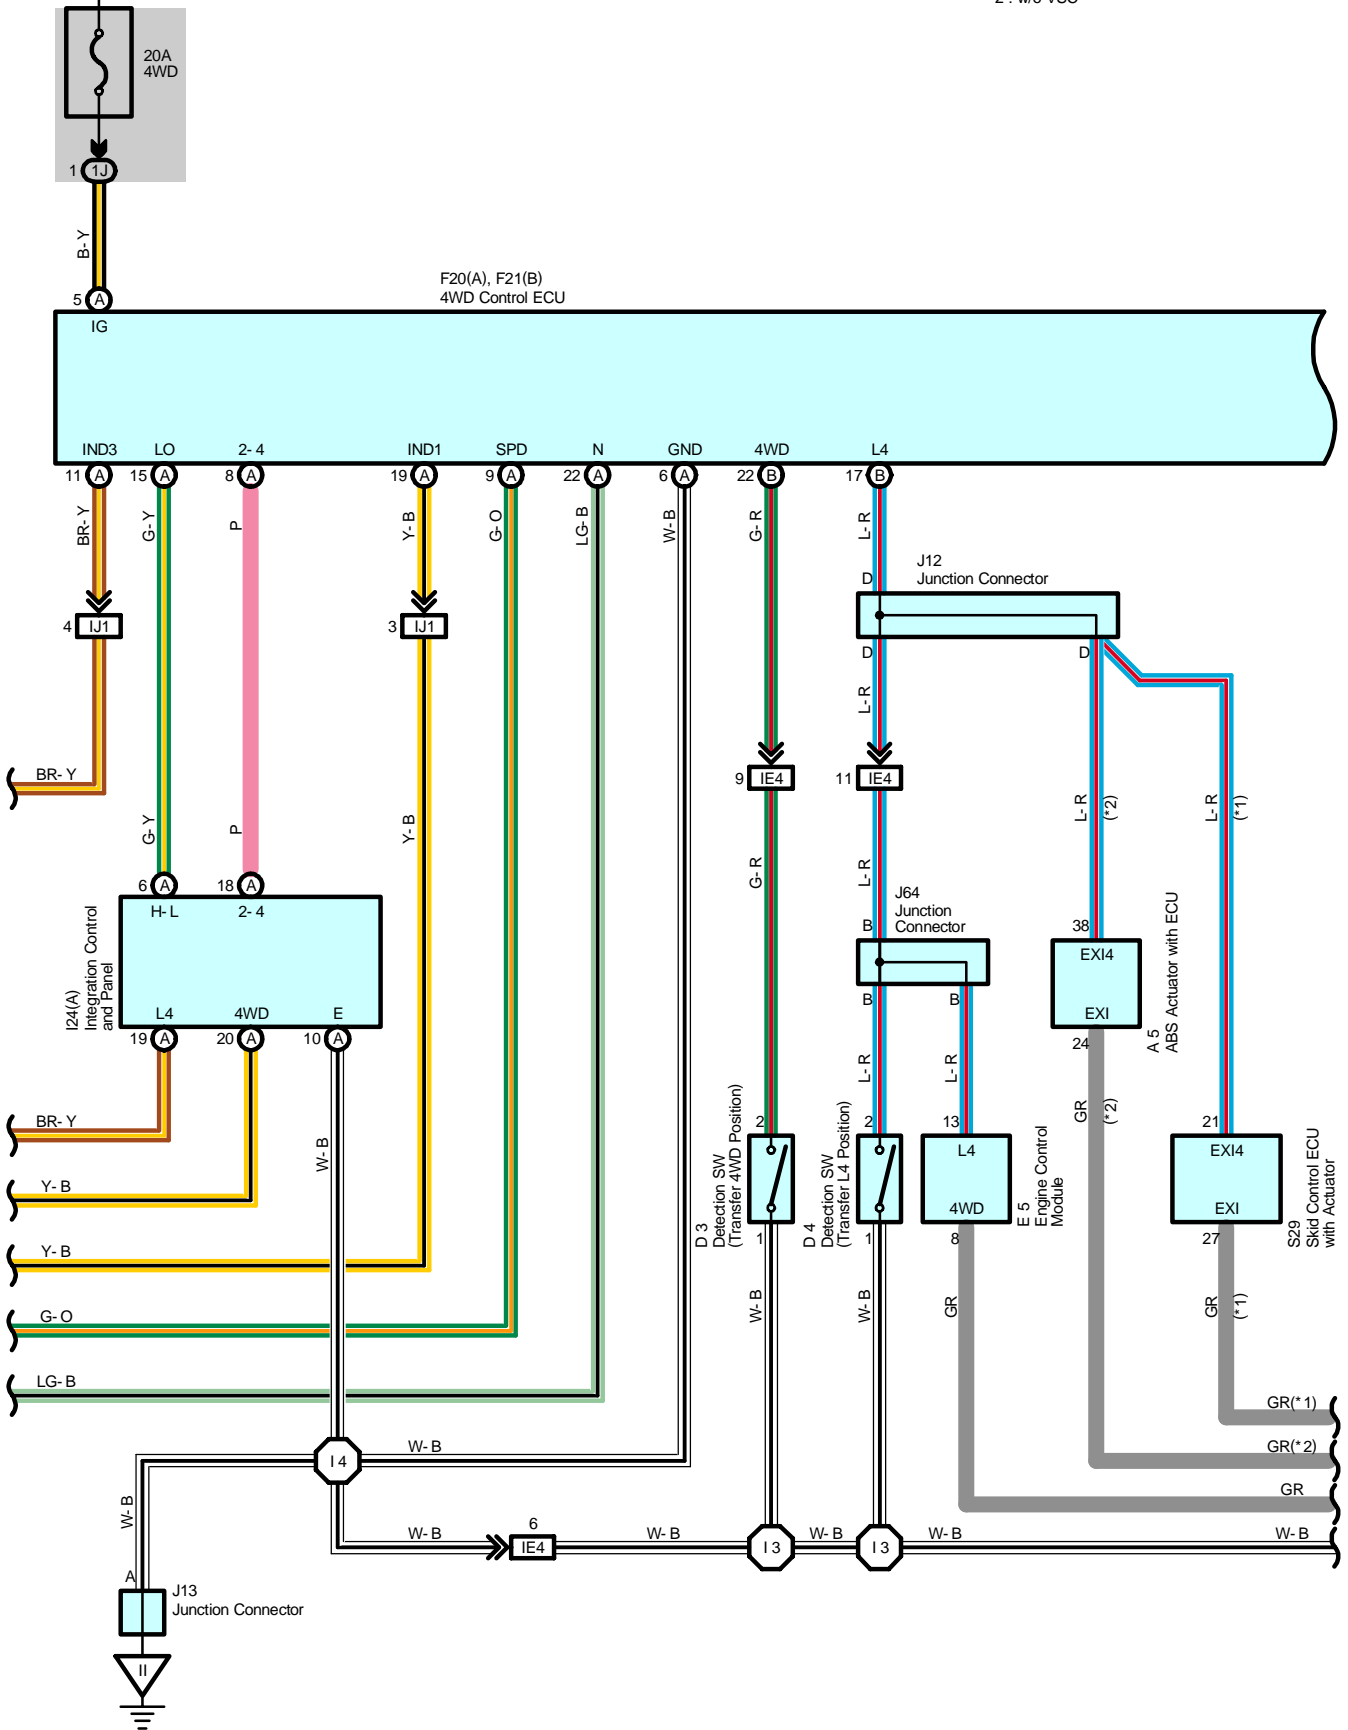 20A
4WD
1 1J
B-Y
F20(A), F21(B)
4WD Control ECU
5 A
IG
IND3 LO 2-4 IND1 SPD N GND 4WD L4
11 A 15 A 8 A 19 A 9 A 22 A 6 A 22 B 17 B
BR-Y G-Y P Y-B G-O LG-B W-B G-R L-R
J12
Junction Connector
D
4 IJ1 3 IJ1
D D
L-R
BR-Y
9 IE4 11 IE4
G-Y P Y-B L-R (*2) L-R (*1)
G-R L-R
6 A 18 A
H-L 2-4
I24(A)
Integration Control
and Panel
J64
Junction
Connector
B
38
EXI4
EXI
A 5
ABS Actuator with ECU
L4 4WD E
B B
19 A 20 A 10 A
24
L-R L-R
GR (*2)
BR-Y
W-B
2 2 13 21
D 3
Detection SW
(Transfer 4WD Position)
D 4
Detection SW
(Transfer L4 Position)
L4
4WD
E 5
Engine Control
Module
EXI4
EXI
S29
Skid Control ECU
with Actuator
Y-B
1 1 8 27
Y-B
W-B W-B GR GR (*1)
G-O
LG-B
GR(*1)
I4
W-B
GR(*2)
GR
W-B
W-B
6
IE4
W-B
I3
W-B
I3
W-B
W-B
A
J13
Junction Connector
II